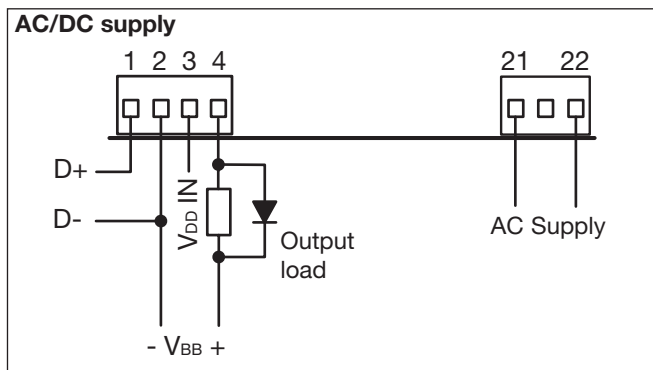 AC/DC supply
1 2 3 4
21 22
D+
D-
VDD IN
Output
load
AC Supply
- VBB +